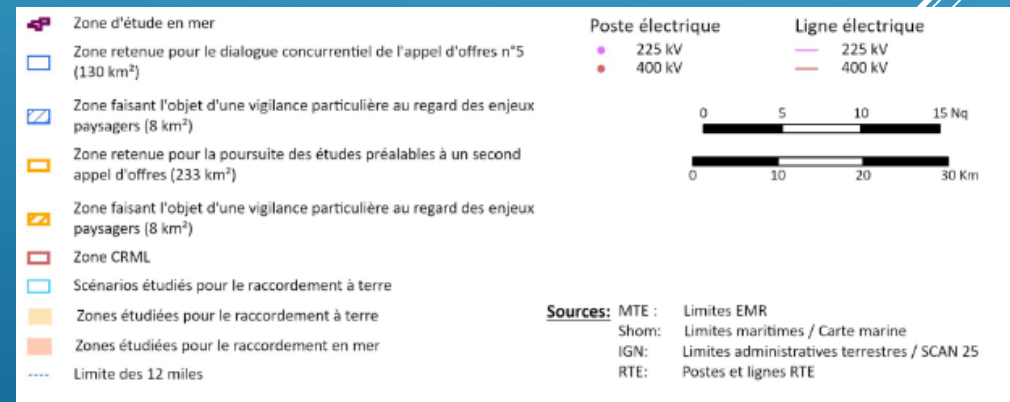 Zone d'étude en mer
Zone retenue pour le dialogue concurrentiel de l'appel d'offres n°5
(130 km²)
Zone faisant l'objet d'une vigilance particulière au regard des enjeux
paysagers (8 km²)
Zone retenue pour la poursuite des études préalables à un second
appel d'offres (233 km²)
Zone faisant l'objet d'une vigilance particulière au regard des enjeux
paysagers (8 km²)
Zone CRML
Scénarios étudiés pour le raccordement à terre
Zones étudiées pour le raccordement à terre
Zones étudiées pour le raccordement en mer
Limite des 12 miles
Poste électrique
225 kV
400 kV
Ligne électrique
225 kV
400 kV
0 5 10 15 Nq
0 10 20 30 Km
Sources: MTE : Limites EMR
Shom: Limites maritimes / Carte marine
IGN: Limites administratives terrestres / SCAN 25
RTE: Postes et lignes RTE